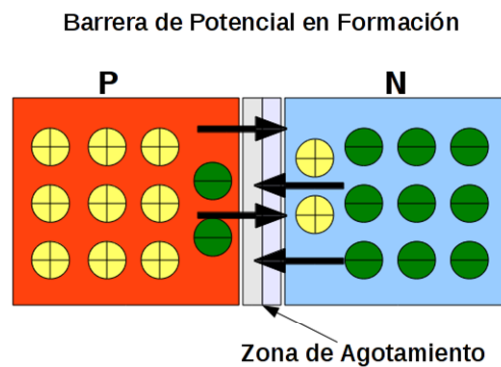 Barrera de Potencial en Formación
P
N
Zona de Agotamiento